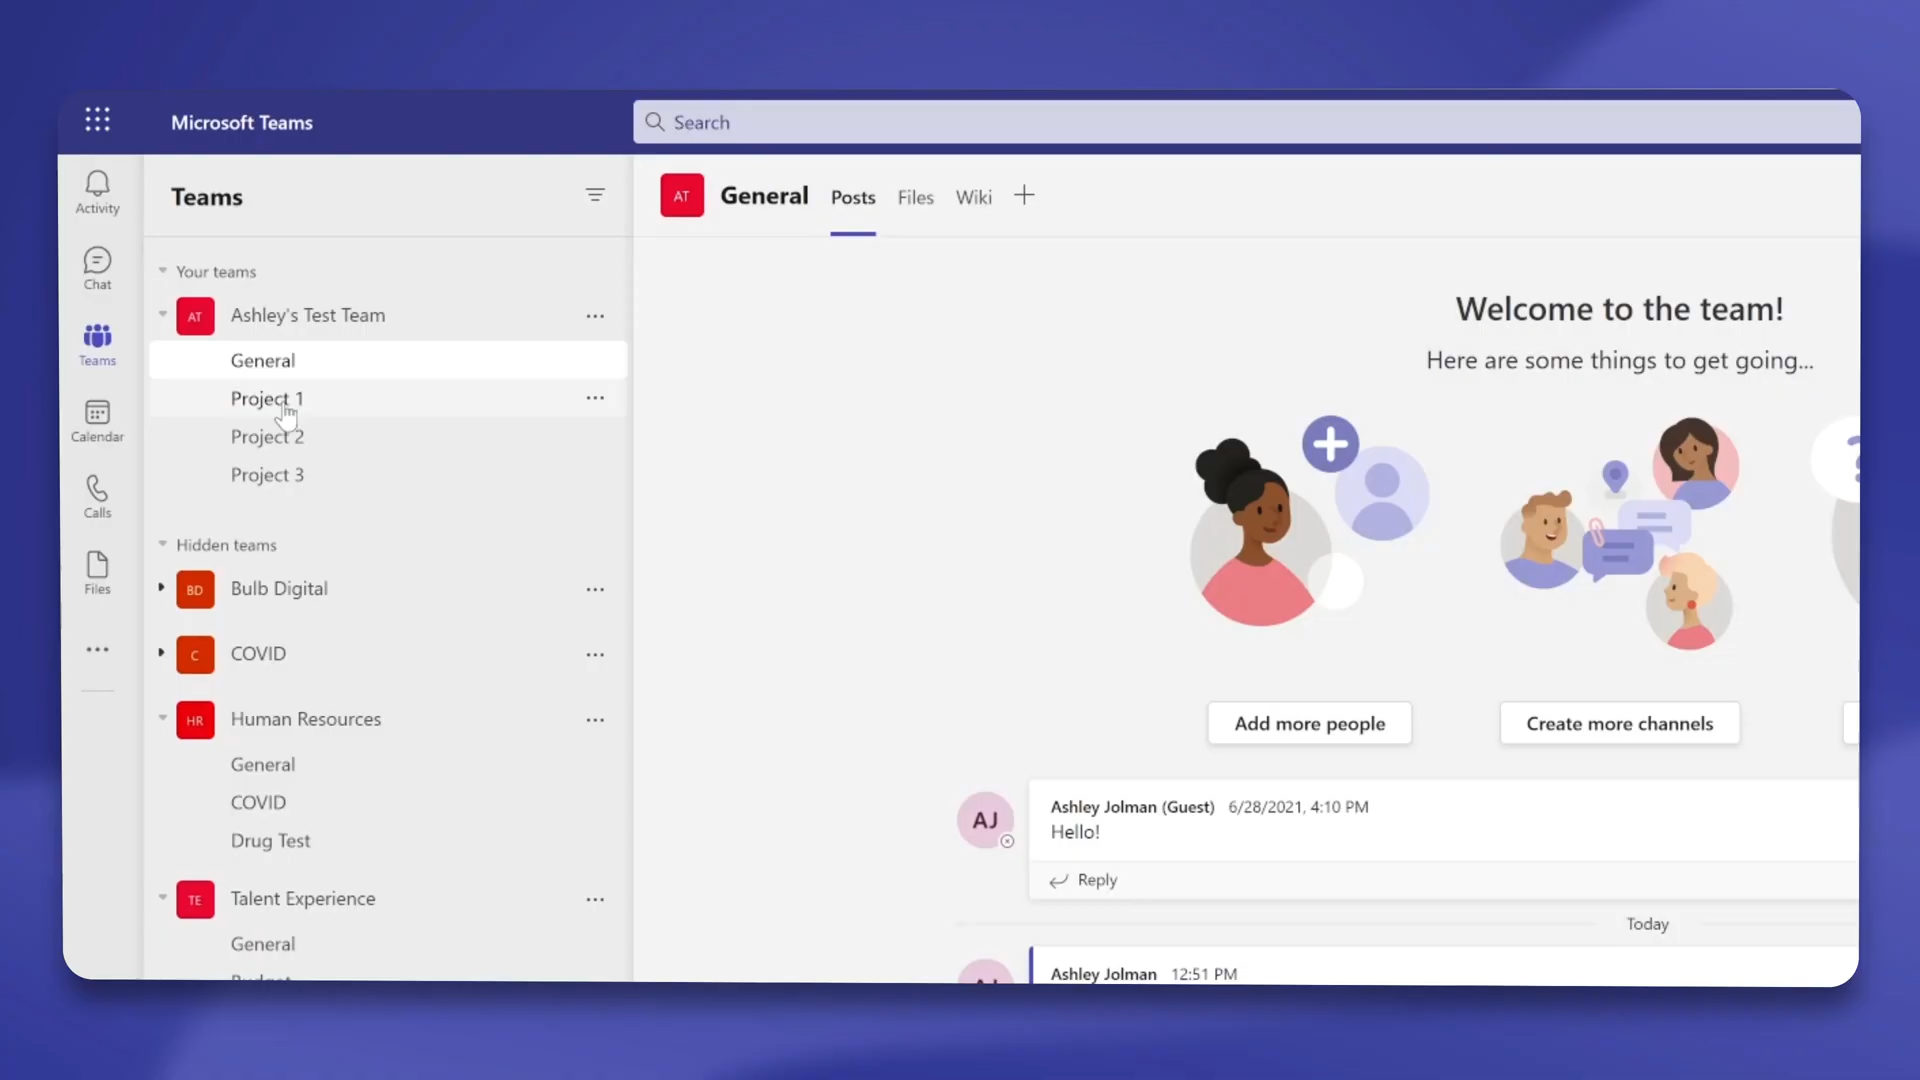 Microsoft Teams
Search
Activity
Chat
Teams
Calendar
Calls
Files
Teams
Your teams
AT Ashley's Test Team
General
Project 1
Project 2
Project 3
Hidden teams
BD Bulb Digital
C COVID
HR Human Resources
General
COVID
Drug Test
TE Talent Experience
General
AT General Posts Files Wiki
Welcome to the team!
Here are some things to get going...
Add more people
Create more channels
AJ
Ashley Jolman (Guest) 6/28/2021, 4:10 PM
Hello!
Reply
Today
Ashley Jolman 12:51 PM